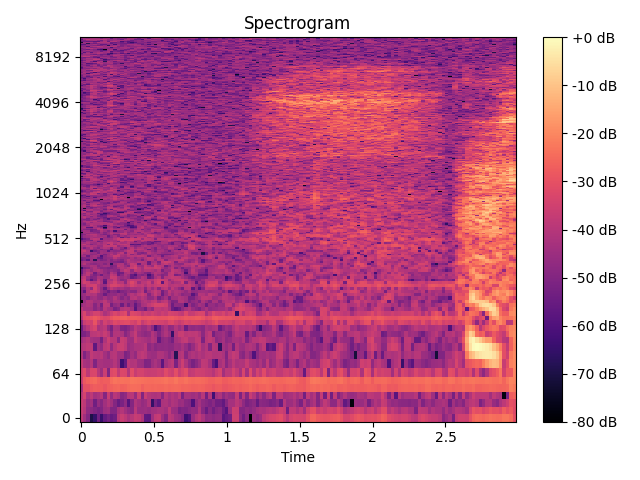 Spectrogram
Hz
8192
4096
2048
1024
512
256
128
64
0
0
0.5
1
1.5
2
2.5
Time
+0 dB
-10 dB
-20 dB
-30 dB
-40 dB
-50 dB
-60 dB
-70 dB
-80 dB